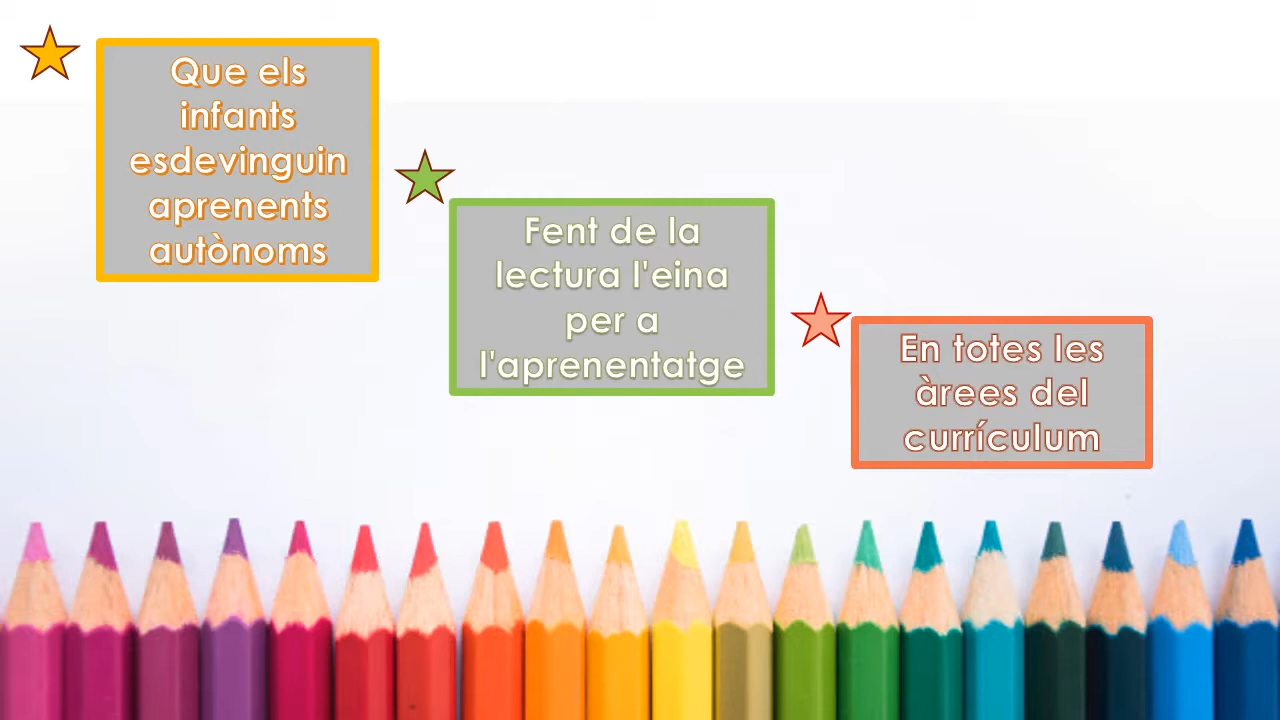 Que els
infants
esdevinguin
aprenents
autònoms
Fent de la
lectura l'eina
per a
l'aprenentatge
En totes les
àrees del
currículum